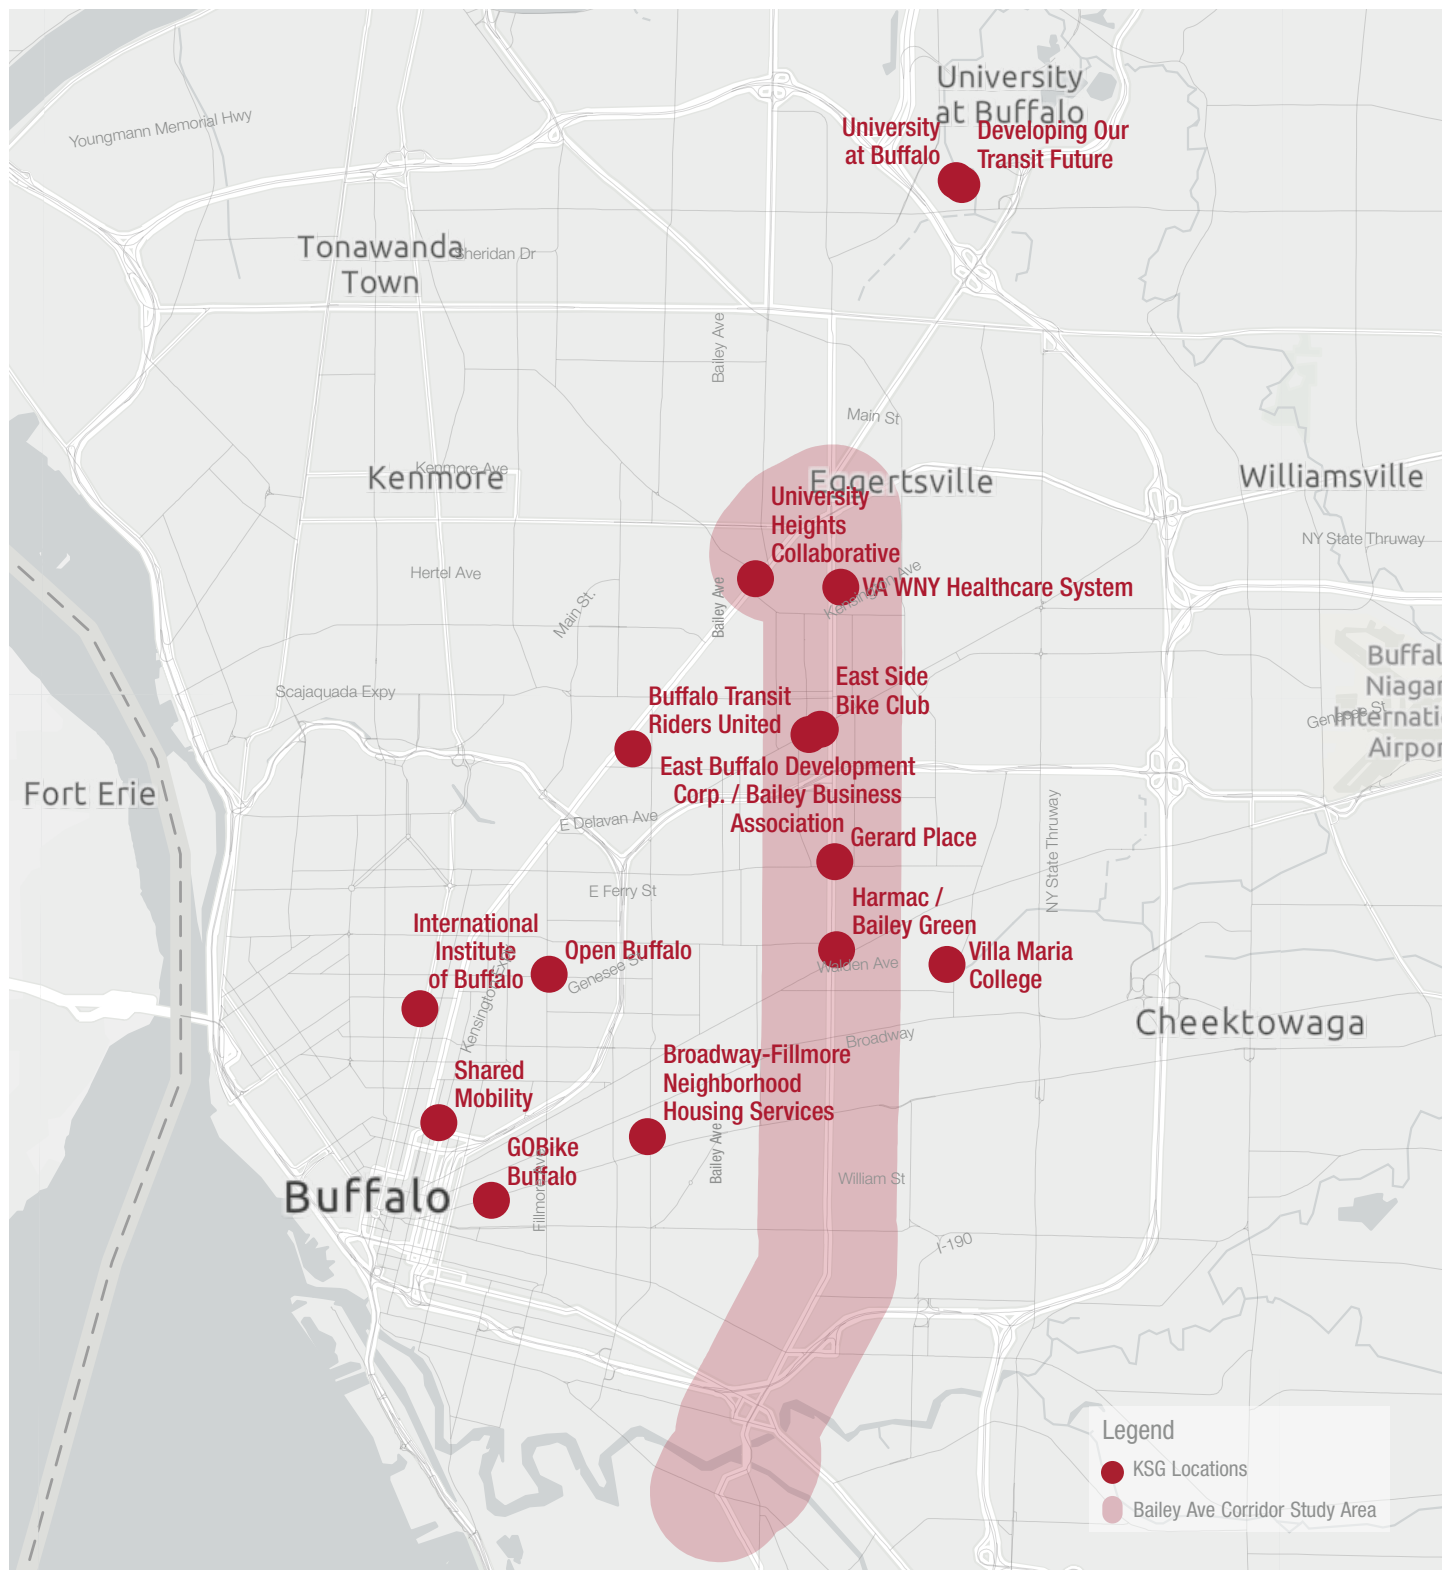 University
at Buffalo
University
at Buffalo
Developing Our
Transit Future
Youngmann Memorial Hwy
Tonawanda
Town
Sheridan Dr
Bailey Ave
Main St
Kenmore
Kenmore Ave
Eggertsville
Williamsville
University
Heights
Collaborative
NY State Thruway
Hertel Ave
Main St.
Bailey Ave
Kensington Ave
VA WNY Healthcare System
Scajaquada Expy
Buffalo Transit
Riders United
East Side
Bike Club
Buffal
Niagar
Internati
Airpor
Genesee St
Fort Erie
East Buffalo Development
Corp. / Bailey Business
Association
E Delavan Ave
Gerard Place
NY State Thruway
E Ferry St
Harmac /
Bailey Green
International
Institute
of Buffalo
Open Buffalo
Genesee St
Kensington Expy
Walden Ave
Villa Maria
College
Cheektowaga
Broadway
Shared
Mobility
Broadway-Fillmore
Neighborhood
Housing Services
Bailey Ave
GOBike
Buffalo
Fillmore Ave
Buffalo
William St
I-190
Legend
KSG Locations
Bailey Ave Corridor Study Area